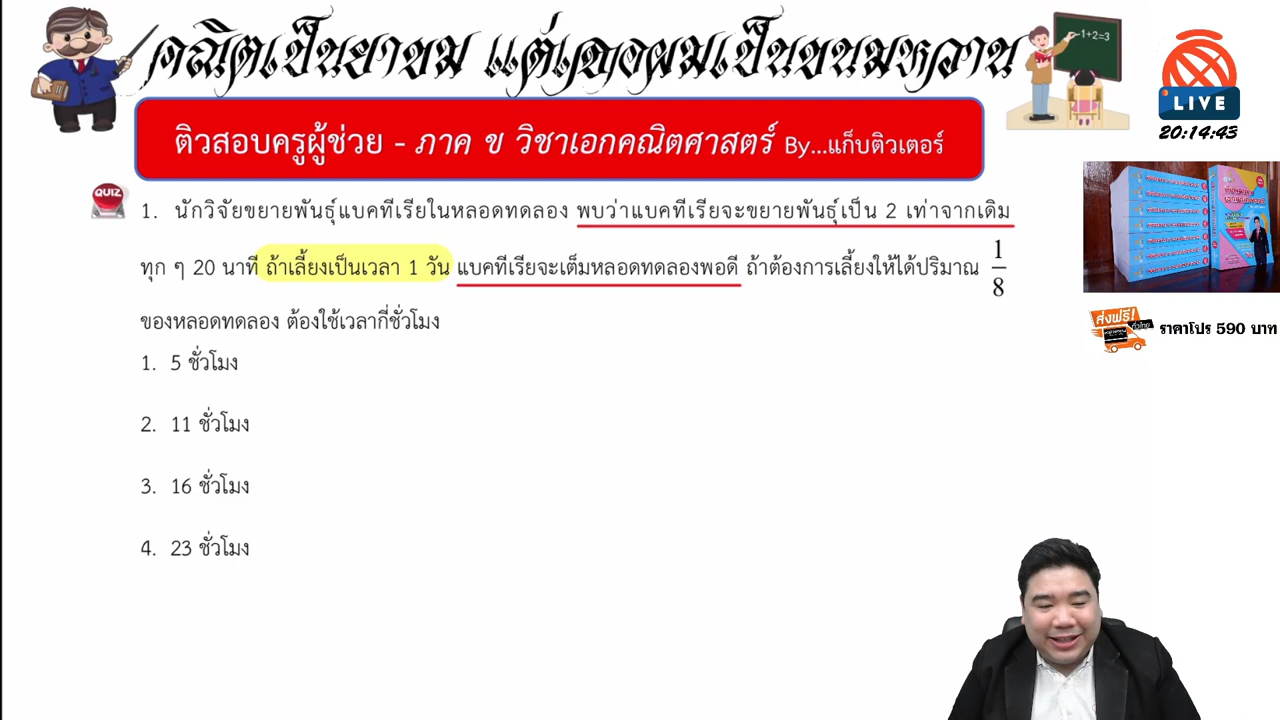 คณิตเป็นยาขม แต่เธอผมเป็นขนมหวาน
-1+2=3
LIVE
20:14:43
ติวสอบครูผู้ช่วย - ภาค ข วิชาเอกคณิตศาสตร์ By...แก็บติวเตอร์
QUIZ
1. นักวิจัยขยายพันธุ์แบคทีเรียในหลอดทดลอง พบว่าแบคทีเรียจะขยายพันธุ์เป็น 2 เท่าจากเดิม
ทุก ๆ 20 นาที ถ้าเลี้ยงเป็นเวลา 1 วัน แบคทีเรียจะเต็มหลอดทดลองพอดี ถ้าต้องการเลี้ยงให้ได้ปริมาณ 1/8
ของหลอดทดลอง ต้องใช้เวลากี่ชั่วโมง
1. 5 ชั่วโมง
2. 11 ชั่วโมง
3. 16 ชั่วโมง
4. 23 ชั่วโมง
ส่งฟรี!
ทั่วไทย
ราคาโปร 590 บาท